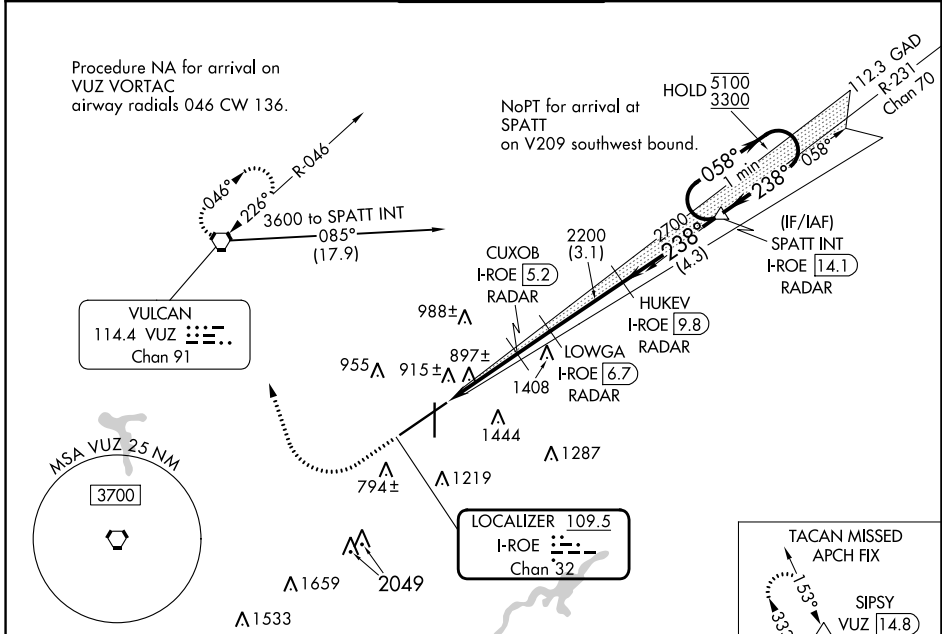 Procedure NA for arrival on
VUZ VORTAC
airway radials 046 CW 136.
NoPT for arrival at
SPATT
on V209 southwest bound.
HOLD 5100
3300
112.3 GAD
R-231
Chan 70
058°
1 min
238°
058°
R-046
046°
226°
3600 to SPATT INT
085°
(17.9)
2700
238°
(4.3)
(IF/IAF)
SPATT INT
I-ROE 14.1
RADAR
2200
(3.1)
CUXOB
I-ROE 5.2
RADAR
HUKEV
I-ROE 9.8
RADAR
LOWGA
I-ROE 6.7
RADAR
VULCAN
114.4 VUZ
Chan 91
988±
955
915±
897±
1408
1444
1287
1219
794±
2049
1659
1533
MSA VUZ 25 NM
3700
LOCALIZER 109.5
I-ROE
Chan 32
TACAN MISSED
APCH FIX
153°
SIPSY
VUZ 14.8